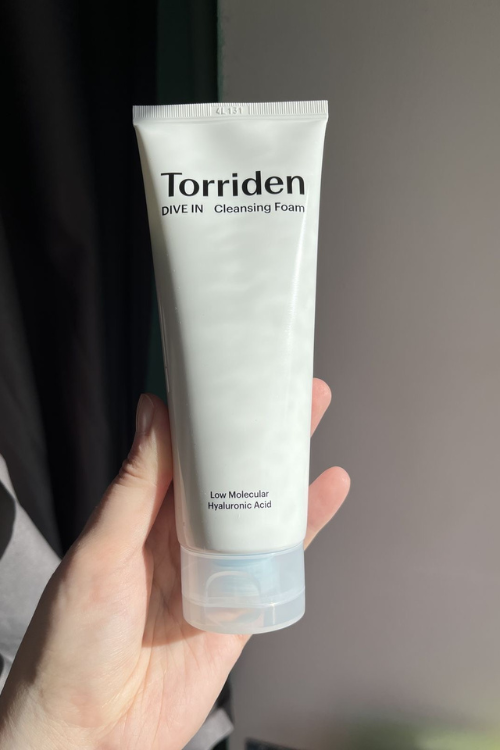 Torriden
DIVE IN Cleansing Foam
Low Molecular
Hyaluronic Acid